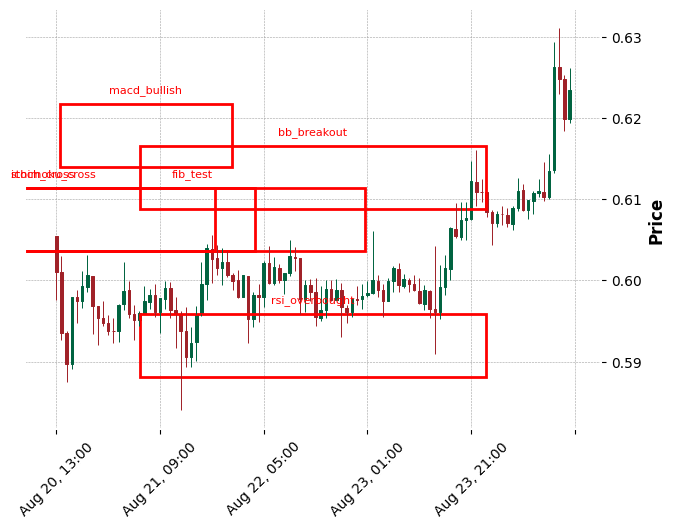 0.63
macd_bullish
0.62
bb_breakout
fib_test
0.61
Price
0.60
rsi_overbought
0.59
Aug 20, 13:00
Aug 21, 09:00
Aug 22, 05:00
Aug 23, 01:00
Aug 23, 21:00